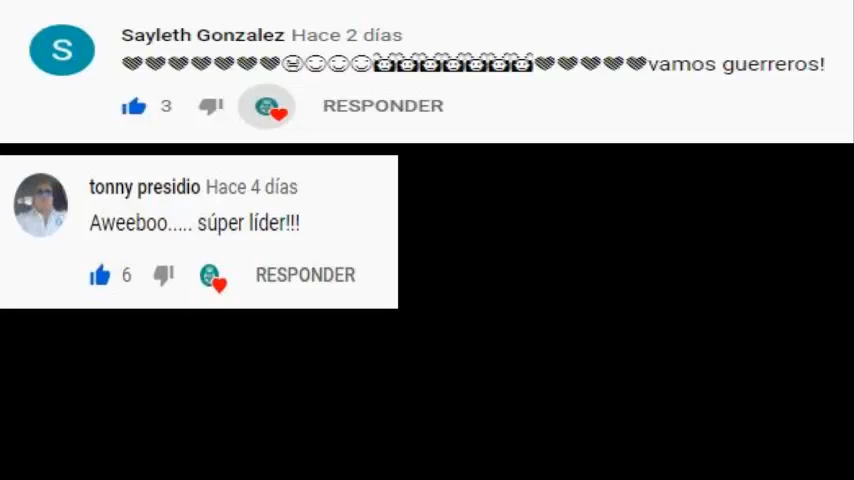 S
Sayleth Gonzalez Hace 2 días
vamos guerreros!
3 RESPONDER
tonny presidio Hace 4 días
Aweeboo..... súper líder!!!
6 RESPONDER